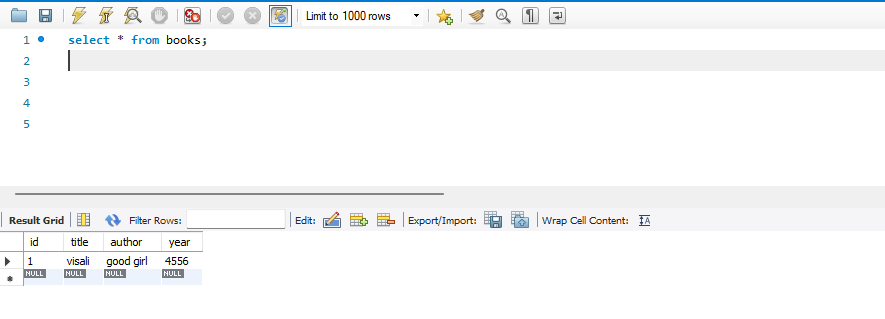 Limit to 1000 rows
1 select * from books;
2
3
4
5
Result Grid Filter Rows: Edit: Export/Import: Wrap Cell Content:
id title author year
1 visali good girl 4556
NULL NULL NULL NULL